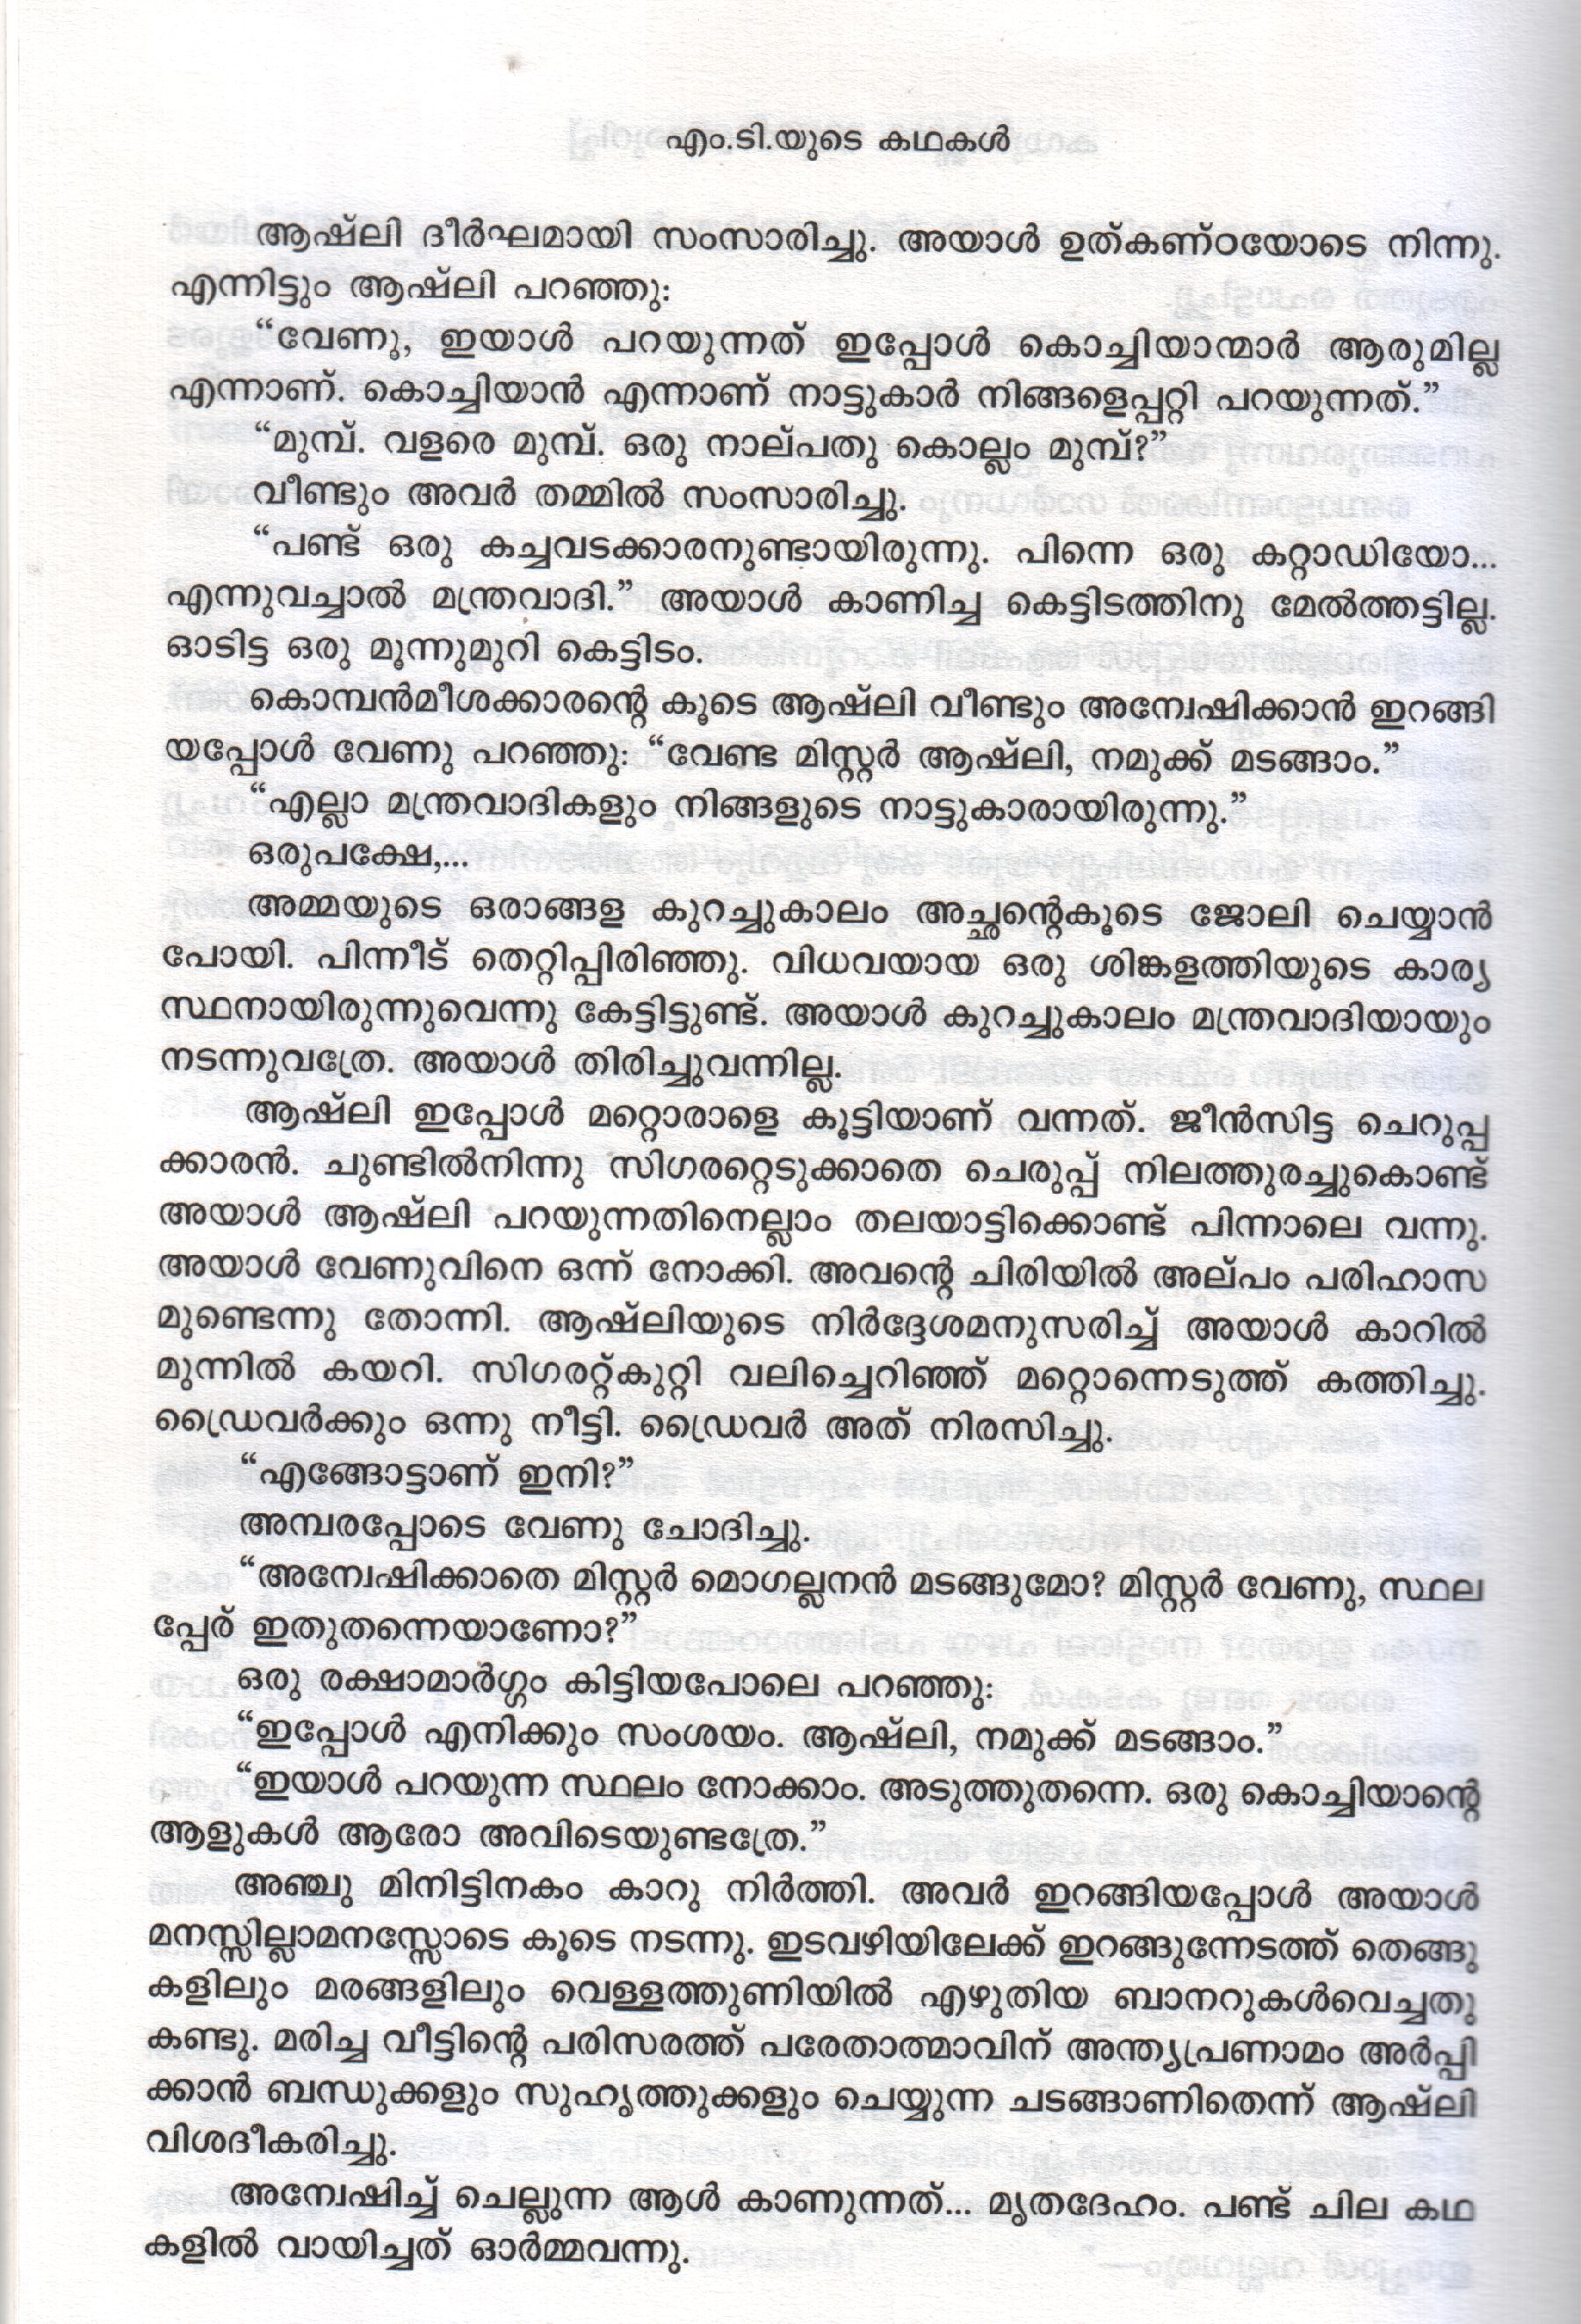 എം.ടി.യുടെ കഥകൾ
ആഷ്‌ലി ദീർഘമായി സംസാരിച്ചു. അയാൾ ഉത്കണ്ഠയോടെ നിന്നു.
എന്നിട്ടും ആഷ്‌ലി പറഞ്ഞു:
“വേണൂ, ഇയാൾ പറയുന്നത് ഇപ്പോൾ കൊച്ചിയാന്മാർ ആരുമില്ല
എന്നാണ്. കൊച്ചിയാൻ എന്നാണ് നാട്ടുകാർ നിങ്ങളെപ്പറ്റി പറയുന്നത്.”
“മുമ്പ്. വളരെ മുമ്പ്. ഒരു നാല്പതു കൊല്ലം മുമ്പ്?”
വീണ്ടും അവർ തമ്മിൽ സംസാരിച്ചു.
“പണ്ട് ഒരു കച്ചവടക്കാരനുണ്ടായിരുന്നു. പിന്നെ ഒരു കറ്റാഡിയോ...
എന്നുവച്ചാൽ മന്ത്രവാദി.” അയാൾ കാണിച്ച കെട്ടിടത്തിനു മേൽത്തട്ടില്ല.
ഓടിട്ട ഒരു മൂന്നുമുറി കെട്ടിടം.
കൊമ്പൻമീശക്കാരന്റെ കൂടെ ആഷ്‌ലി വീണ്ടും അന്വേഷിക്കാൻ ഇറങ്ങി
യപ്പോൾ വേണു പറഞ്ഞു: “വേണ്ട മിസ്റ്റർ ആഷ്‌ലി, നമുക്ക് മടങ്ങാം.”
“എല്ലാ മന്ത്രവാദികളും നിങ്ങളുടെ നാട്ടുകാരായിരുന്നു.”
ഒരുപക്ഷേ,...
അമ്മയുടെ ഒരാങ്ങള കുറച്ചുകാലം അച്ഛന്റെകൂടെ ജോലി ചെയ്യാൻ
പോയി. പിന്നീട് തെറ്റിപ്പിരിഞ്ഞു. വിധവയായ ഒരു ശിങ്കളത്തിയുടെ കാര്യ
സ്ഥനായിരുന്നുവെന്നു കേട്ടിട്ടുണ്ട്. അയാൾ കുറച്ചുകാലം മന്ത്രവാദിയായും
നടന്നുവത്രേ. അയാൾ തിരിച്ചുവന്നില്ല.
ആഷ്‌ലി ഇപ്പോൾ മറ്റൊരാളെ കൂട്ടിയാണ് വന്നത്. ജീൻസിട്ട ചെറുപ്പ
ക്കാരൻ. ചുണ്ടിൽനിന്നു സിഗരറ്റെടുക്കാതെ ചെരുപ്പ് നിലത്തുരച്ചുകൊണ്ട്
അയാൾ ആഷ്‌ലി പറയുന്നതിനെല്ലാം തലയാട്ടിക്കൊണ്ട് പിന്നാലെ വന്നു.
അയാൾ വേണുവിനെ ഒന്ന് നോക്കി. അവന്റെ ചിരിയിൽ അല്പം പരിഹാസ
മുണ്ടെന്നു തോന്നി. ആഷ്‌ലിയുടെ നിർദ്ദേശമനുസരിച്ച് അയാൾ കാറിൽ
മുന്നിൽ കയറി. സിഗരറ്റ്കുറ്റി വലിച്ചെറിഞ്ഞ് മറ്റൊന്നെടുത്ത് കത്തിച്ചു.
ഡ്രൈവർക്കും ഒന്നു നീട്ടി. ഡ്രൈവർ അത് നിരസിച്ചു.
“എങ്ങോട്ടാണ് ഇനി?”
അമ്പരപ്പോടെ വേണു ചോദിച്ചു.
“അന്വേഷിക്കാതെ മിസ്റ്റർ മൊഗല്ലനൻ മടങ്ങുമോ? മിസ്റ്റർ വേണു, സ്ഥല
പ്പേര് ഇതുതന്നെയാണോ?”
ഒരു രക്ഷാമാർഗ്ഗം കിട്ടിയപോലെ പറഞ്ഞു:
“ഇപ്പോൾ എനിക്കും സംശയം. ആഷ്‌ലി, നമുക്ക് മടങ്ങാം.”
“ഇയാൾ പറയുന്ന സ്ഥലം നോക്കാം. അടുത്തുതന്നെ. ഒരു കൊച്ചിയാന്റെ
ആളുകൾ ആരോ അവിടെയുണ്ടത്രേ.”
അഞ്ചു മിനിട്ടിനകം കാറു നിർത്തി. അവർ ഇറങ്ങിയപ്പോൾ അയാൾ
മനസ്സില്ലാമനസ്സോടെ കൂടെ നടന്നു. ഇടവഴിയിലേക്ക് ഇറങ്ങുന്നേടത്ത് തെങ്ങു
കളിലും മരങ്ങളിലും വെള്ളത്തുണിയിൽ എഴുതിയ ബാനറുകൾവെച്ചതു
കണ്ടു. മരിച്ച വീട്ടിന്റെ പരിസരത്ത് പരേതാത്മാവിന് അന്ത്യപ്രണാമം അർപ്പി
ക്കാൻ ബന്ധുക്കളും സുഹൃത്തുക്കളും ചെയ്യുന്ന ചടങ്ങാണിതെന്ന് ആഷ്‌ലി
വിശദീകരിച്ചു.
അന്വേഷിച്ച് ചെല്ലുന്ന ആൾ കാണുന്നത്... മൃതദേഹം. പണ്ട് ചില കഥ
കളിൽ വായിച്ചത് ഓർമ്മവന്നു.